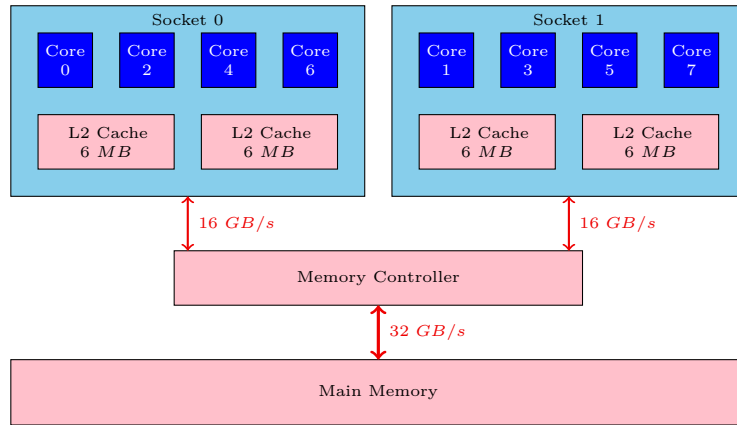 Socket 0
Core
0
Core
2
Core
4
Core
6
L2 Cache
6 MB
L2 Cache
6 MB
Socket 1
Core
1
Core
3
Core
5
Core
7
L2 Cache
6 MB
L2 Cache
6 MB
16 GB/s
16 GB/s
Memory Controller
32 GB/s
Main Memory